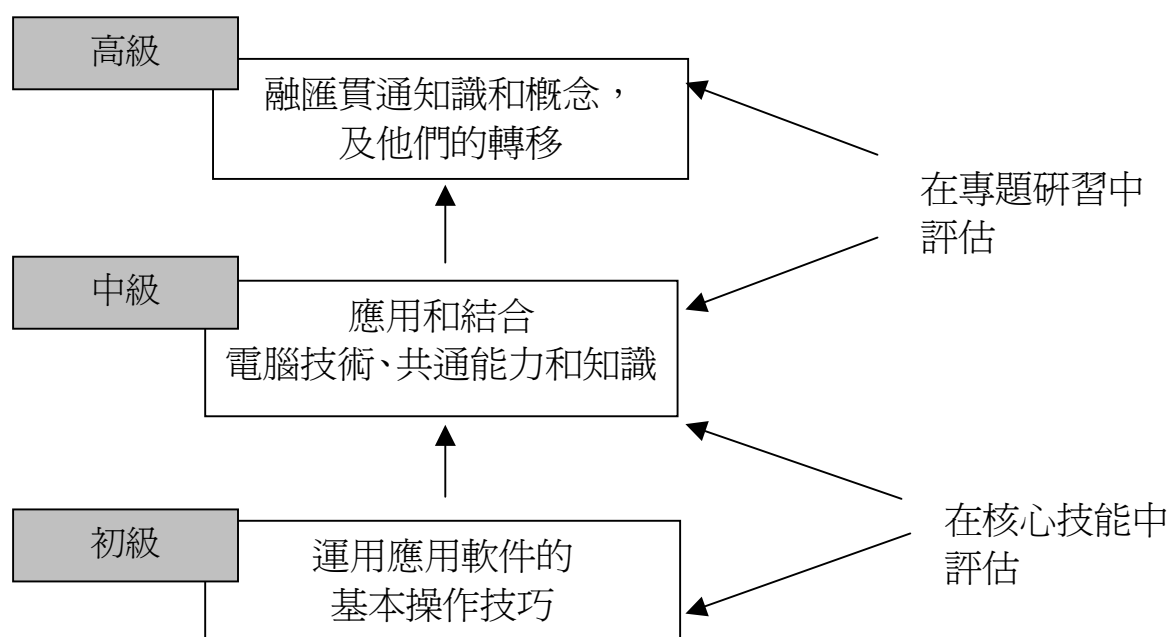 高級
融匯貫通知識和概念，
及他們的轉移
在專題研習中
評估
中級
應用和結合
電腦技術、共通能力和知識
初級
運用應用軟件的
基本操作技巧
在核心技能中
評估